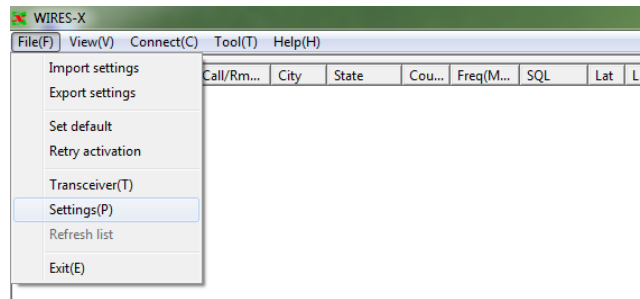 WIRES-X
File(F) View(V) Connect(C) Tool(T) Help(H)
Call/Rm... City State Cou... Freq(M... SQL Lat L
Import settings
Export settings
Set default
Retry activation
Transceiver(T)
Settings(P)
Refresh list
Exit(E)